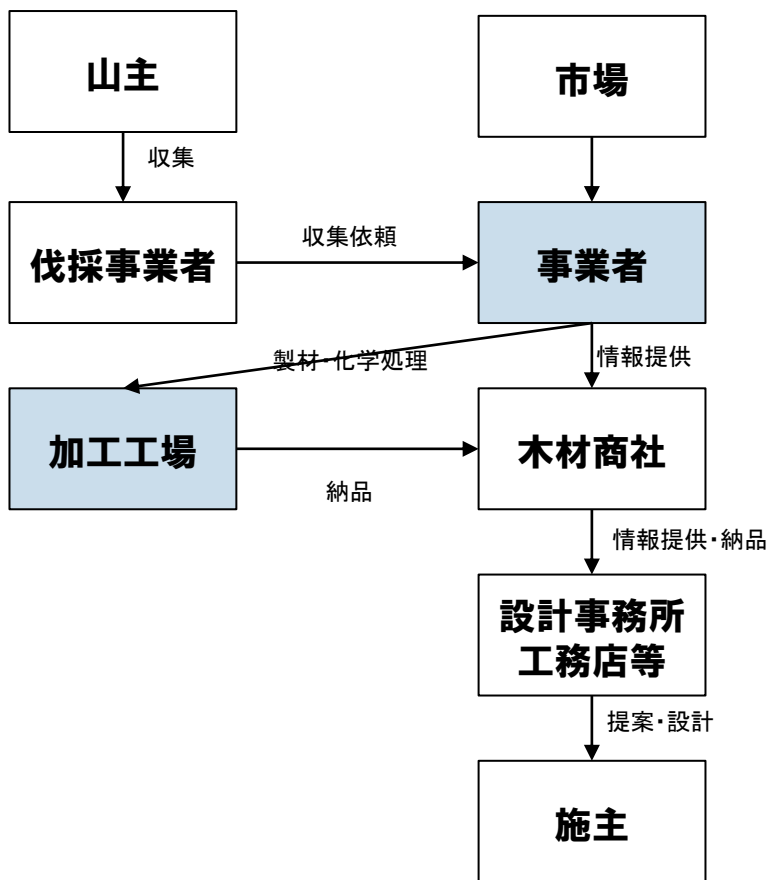 山主
市場
収集
伐採事業者
収集依頼
事業者
製材・化学処理
情報提供
加工工場
納品
木材商社
情報提供・納品
設計事務所
工務店等
提案・設計
施主